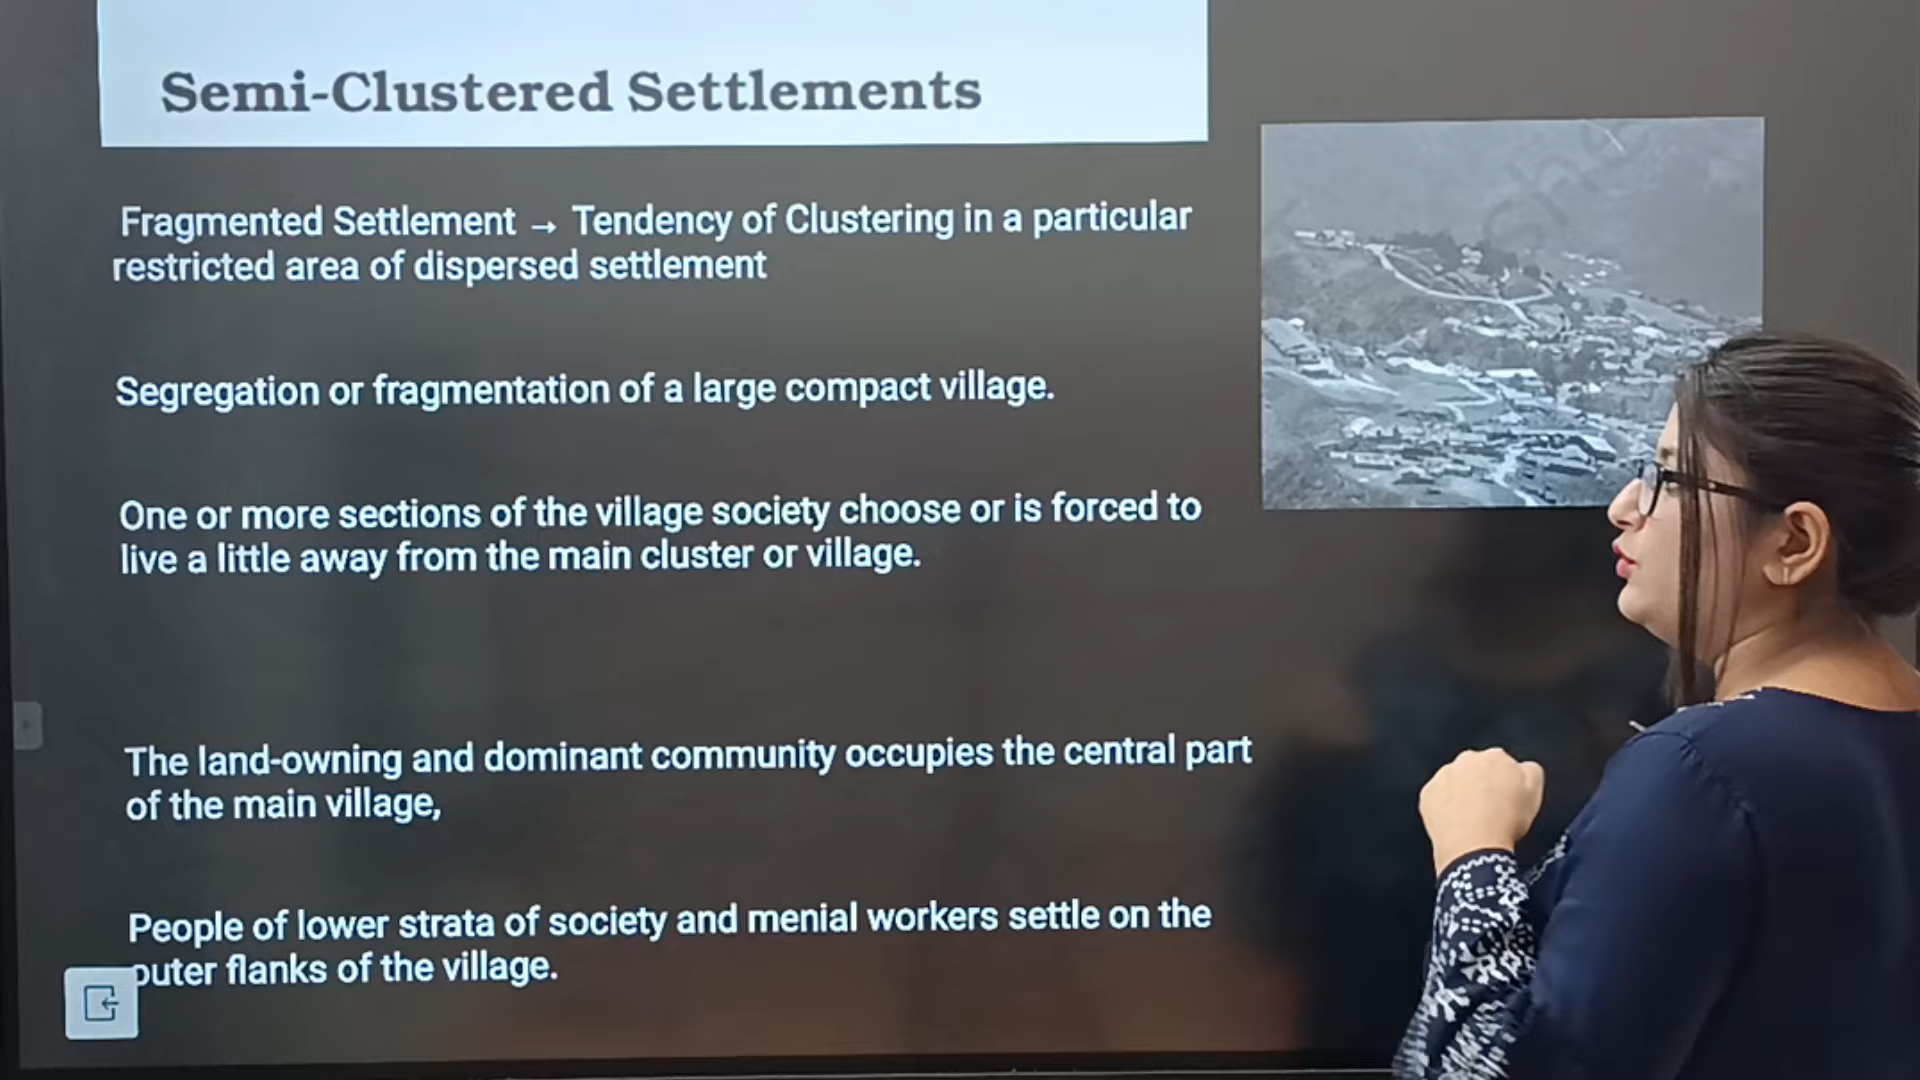 Semi-Clustered Settlements
Fragmented Settlement → Tendency of Clustering in a particular
restricted area of dispersed settlement
Segregation or fragmentation of a large compact village.
One or more sections of the village society choose or is forced to
live a little away from the main cluster or village.
The land-owning and dominant community occupies the central part
of the main village,
People of lower strata of society and menial workers settle on the
outer flanks of the village.